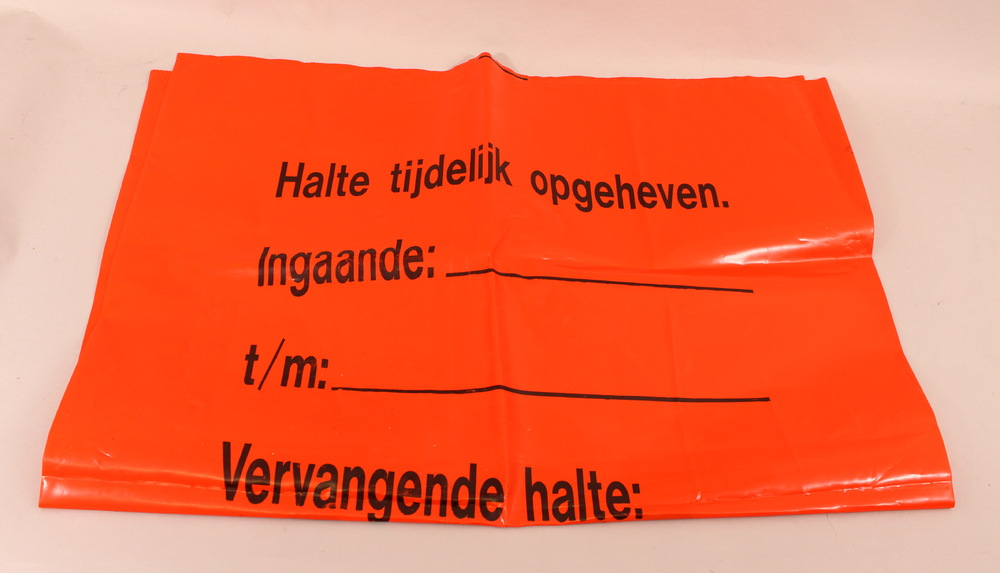 Halte tijdelijk opgeheven.
Ingaande:
t/m:
Vervangende halte: